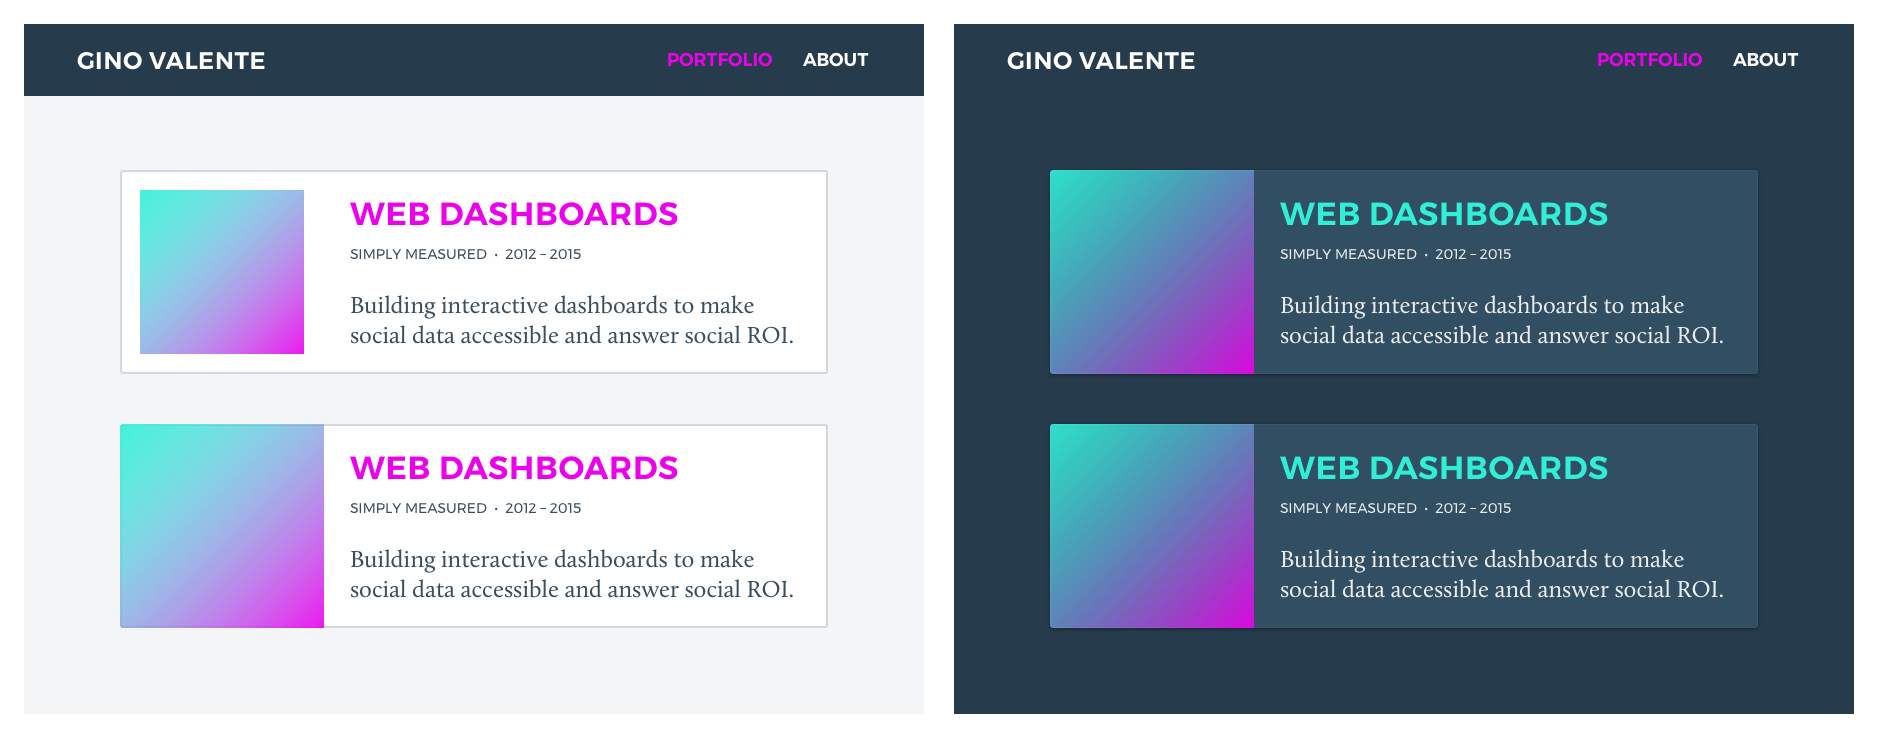 GINO VALENTE
PORTFOLIO ABOUT
WEB DASHBOARDS
SIMPLY MEASURED • 2012 – 2015
Building interactive dashboards to make
social data accessible and answer social ROI.
WEB DASHBOARDS
SIMPLY MEASURED • 2012 – 2015
Building interactive dashboards to make
social data accessible and answer social ROI.
GINO VALENTE
PORTFOLIO ABOUT
WEB DASHBOARDS
SIMPLY MEASURED • 2012 – 2015
Building interactive dashboards to make
social data accessible and answer social ROI.
WEB DASHBOARDS
SIMPLY MEASURED • 2012 – 2015
Building interactive dashboards to make
social data accessible and answer social ROI.